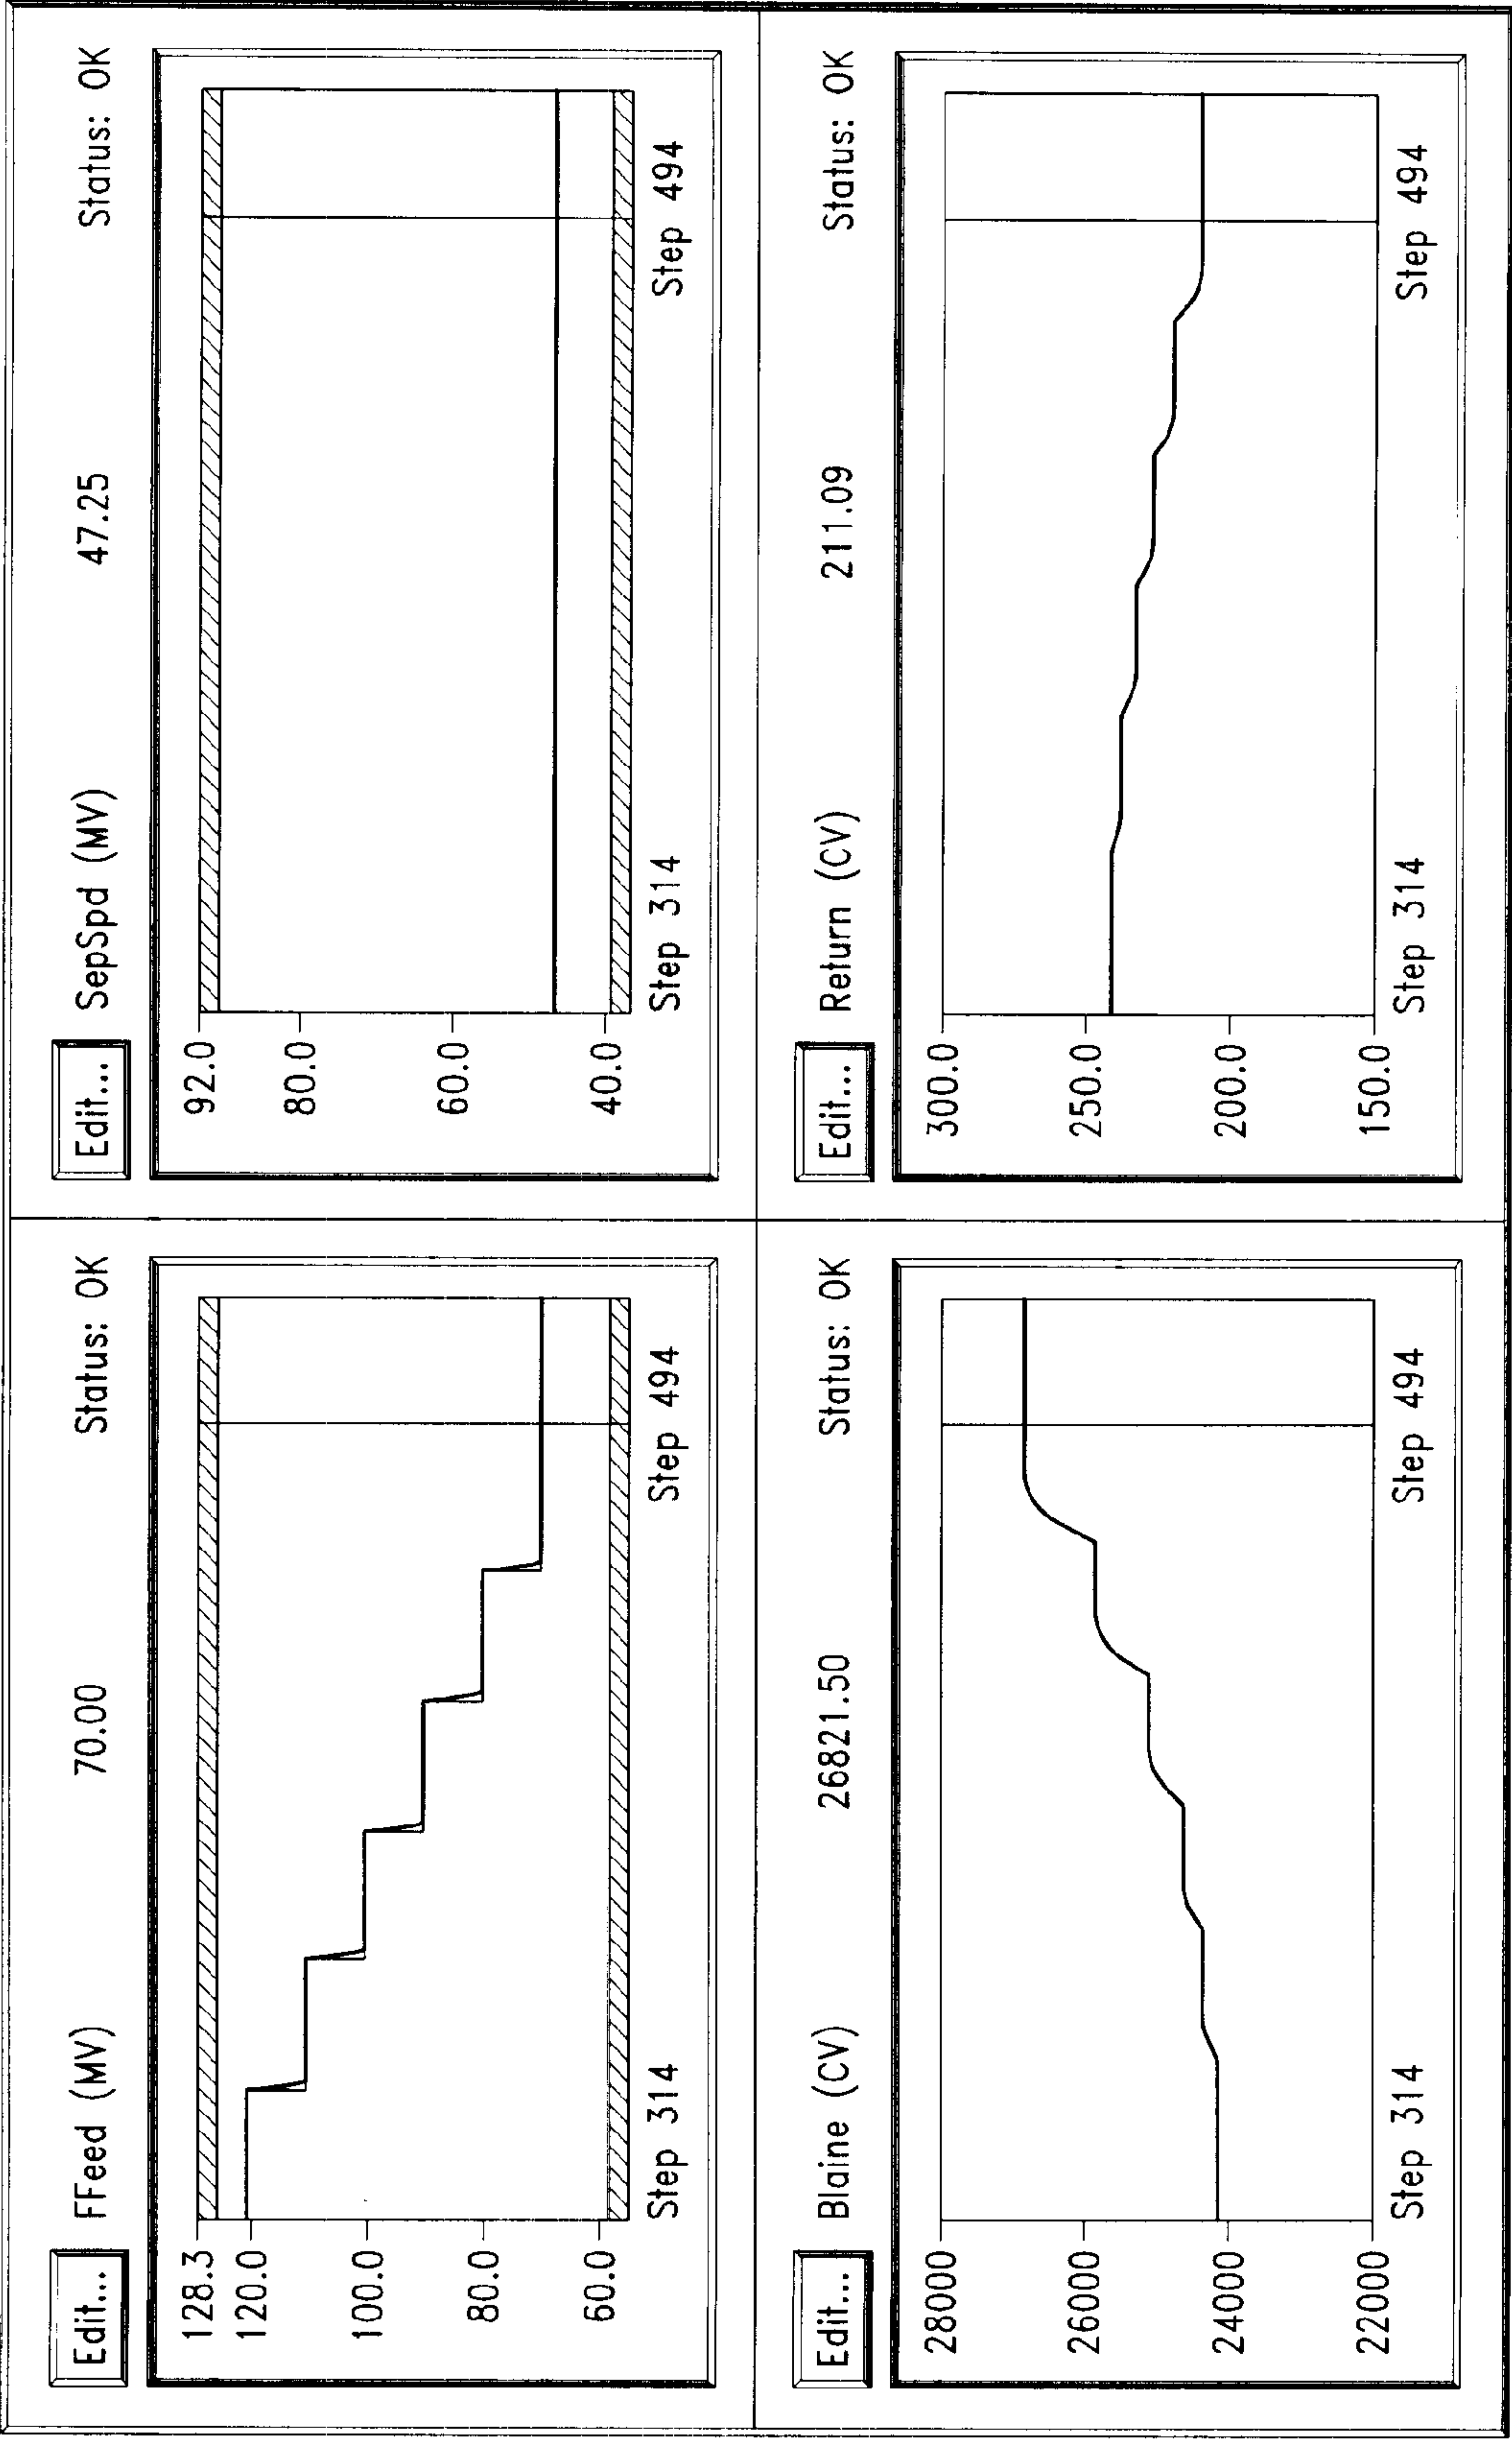 Edit... FFeed (MV) 70.00 Status: OK
128.3
120.0
100.0
80.0
60.0
Step 314 Step 494
Edit... SepSpd (MV) 47.25 Status: OK
92.0
80.0
60.0
40.0
Step 314 Step 494
Edit... Blaine (CV) 26821.50 Status: OK
28000
26000
24000
22000
Step 314 Step 494
Edit... Return (CV) 211.09 Status: OK
300.0
250.0
200.0
150.0
Step 314 Step 494